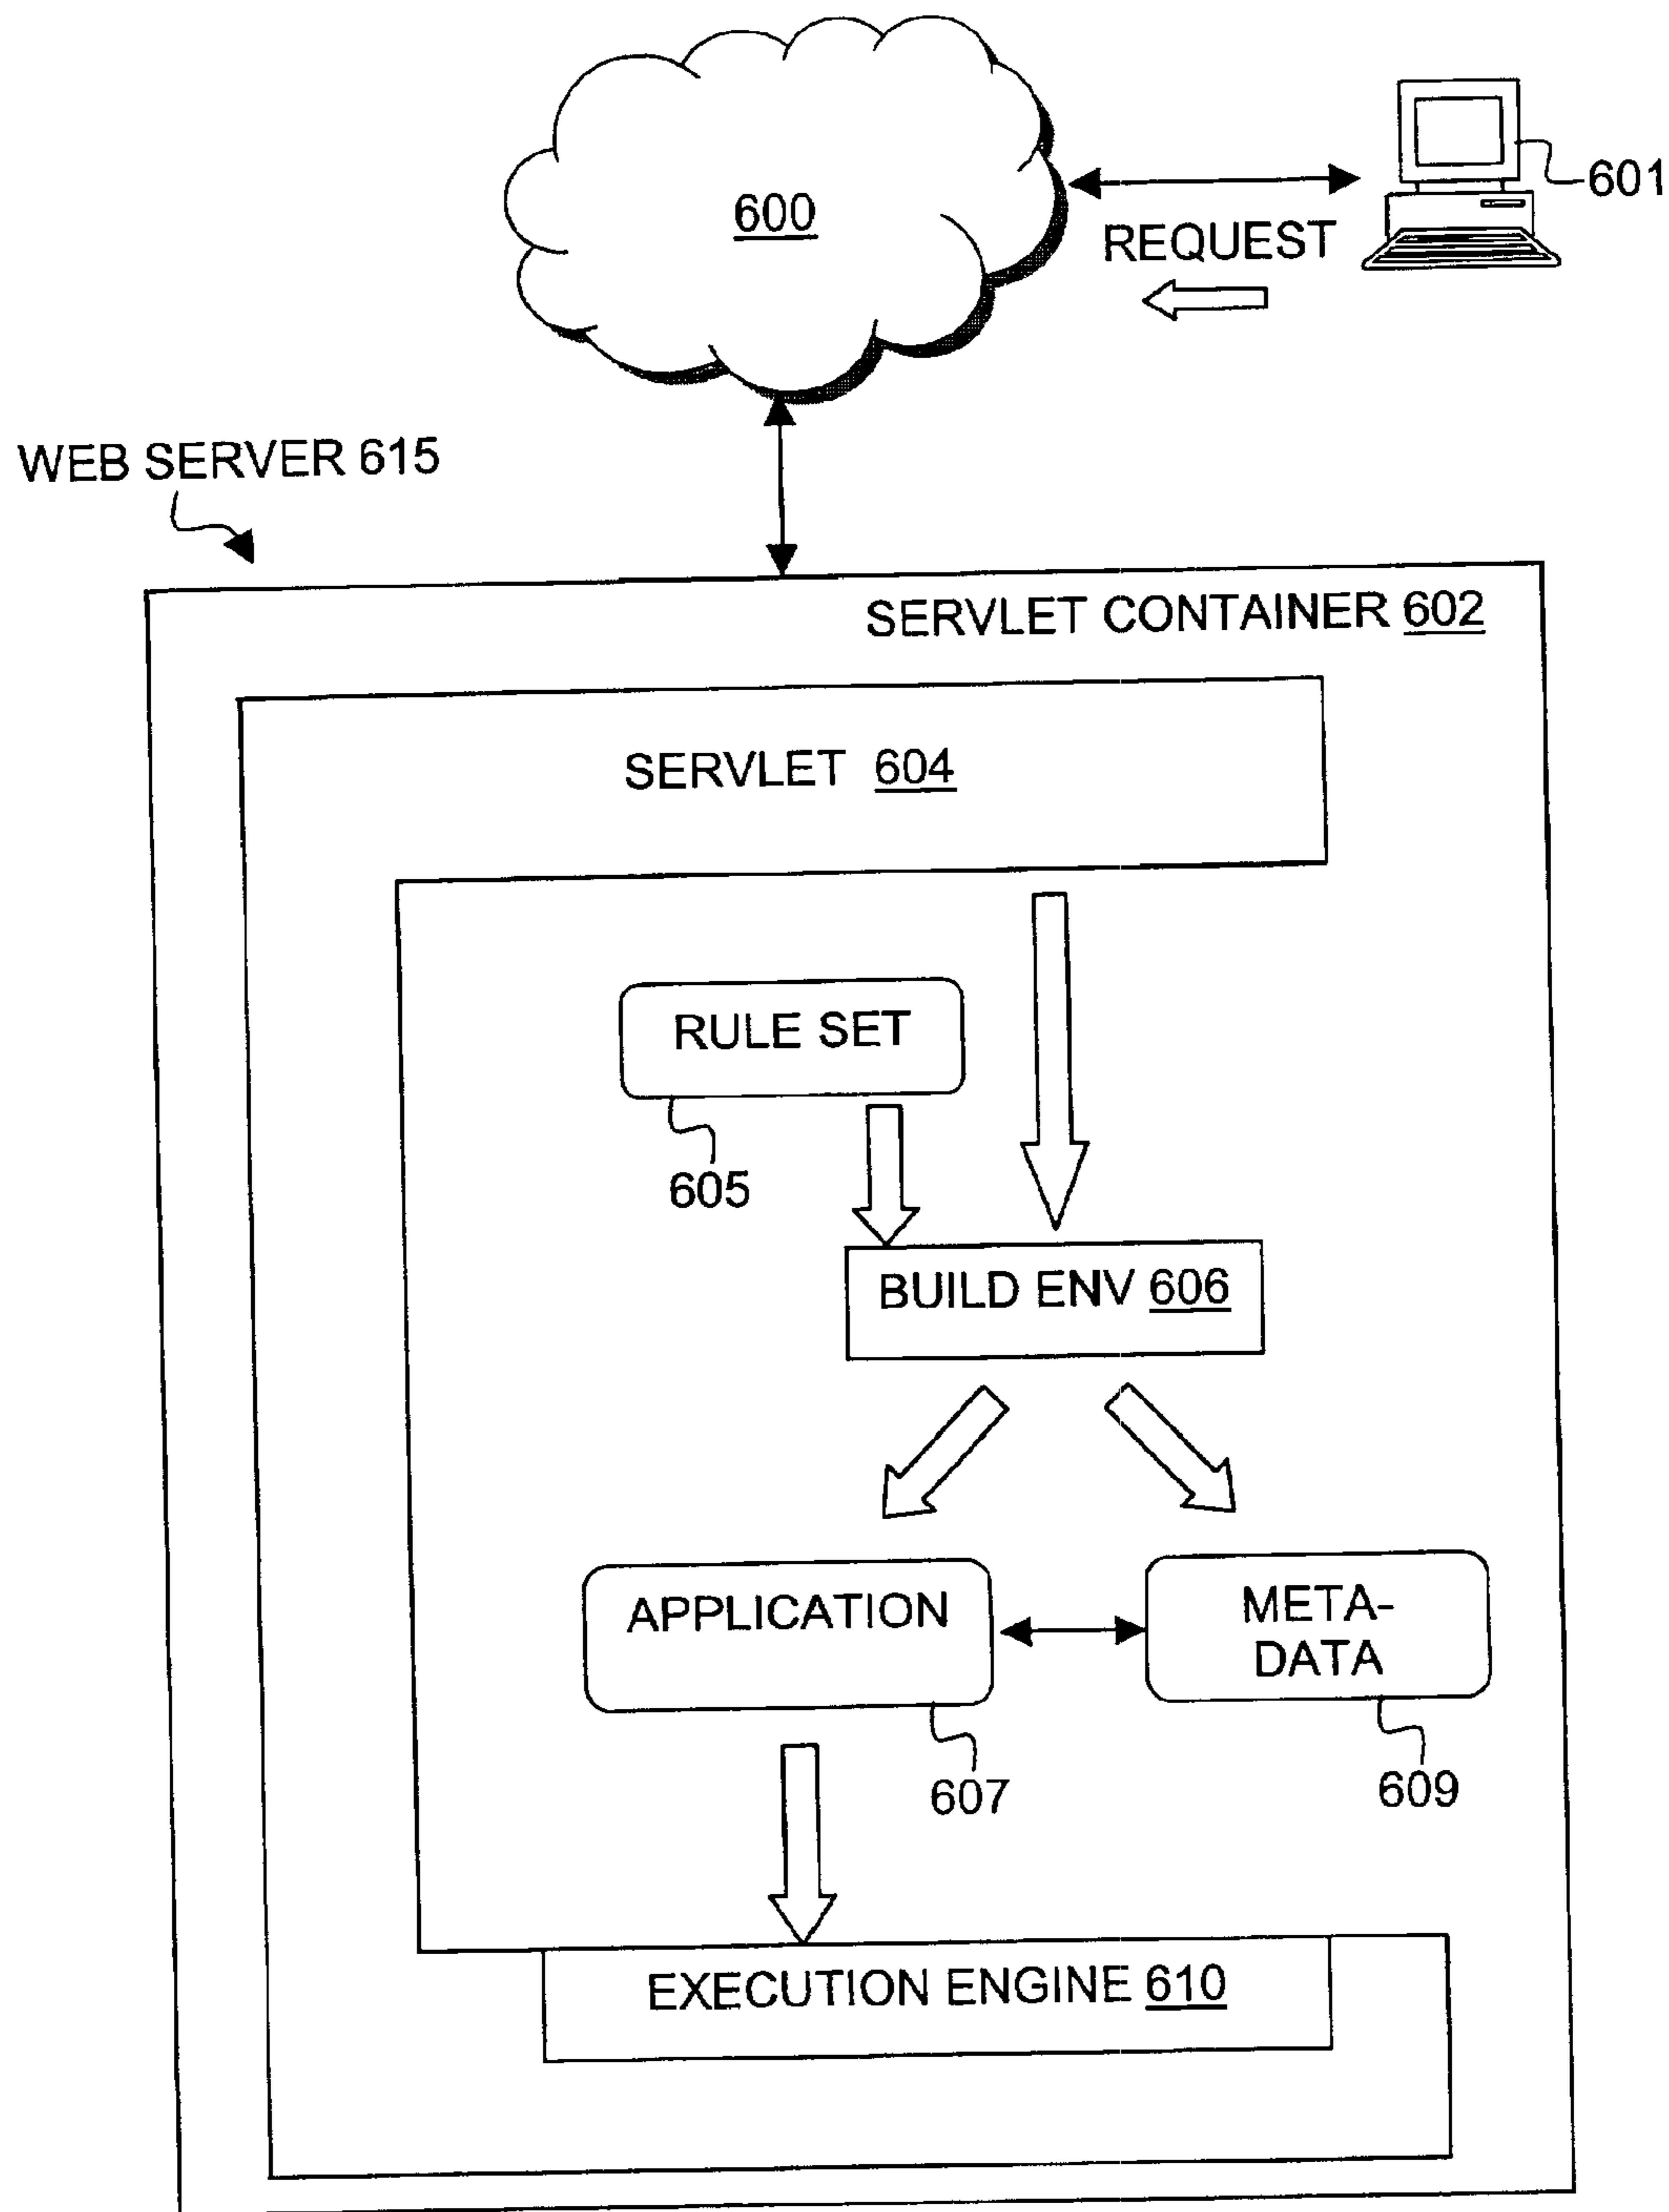 600
601
REQUEST
WEB SERVER 615
SERVLET CONTAINER 602
SERVLET 604
RULE SET
605
BUILD ENV 606
APPLICATION
META-
DATA
607
609
EXECUTION ENGINE 610